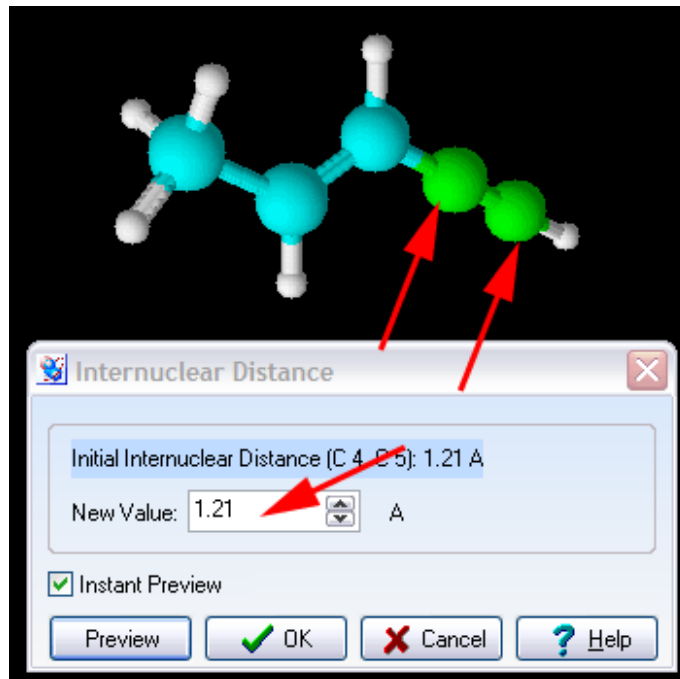 Internuclear Distance
Initial Internuclear Distance (C 4, C 5): 1.21 A
New Value: 1.21 A
Instant Preview
Preview OK Cancel Help